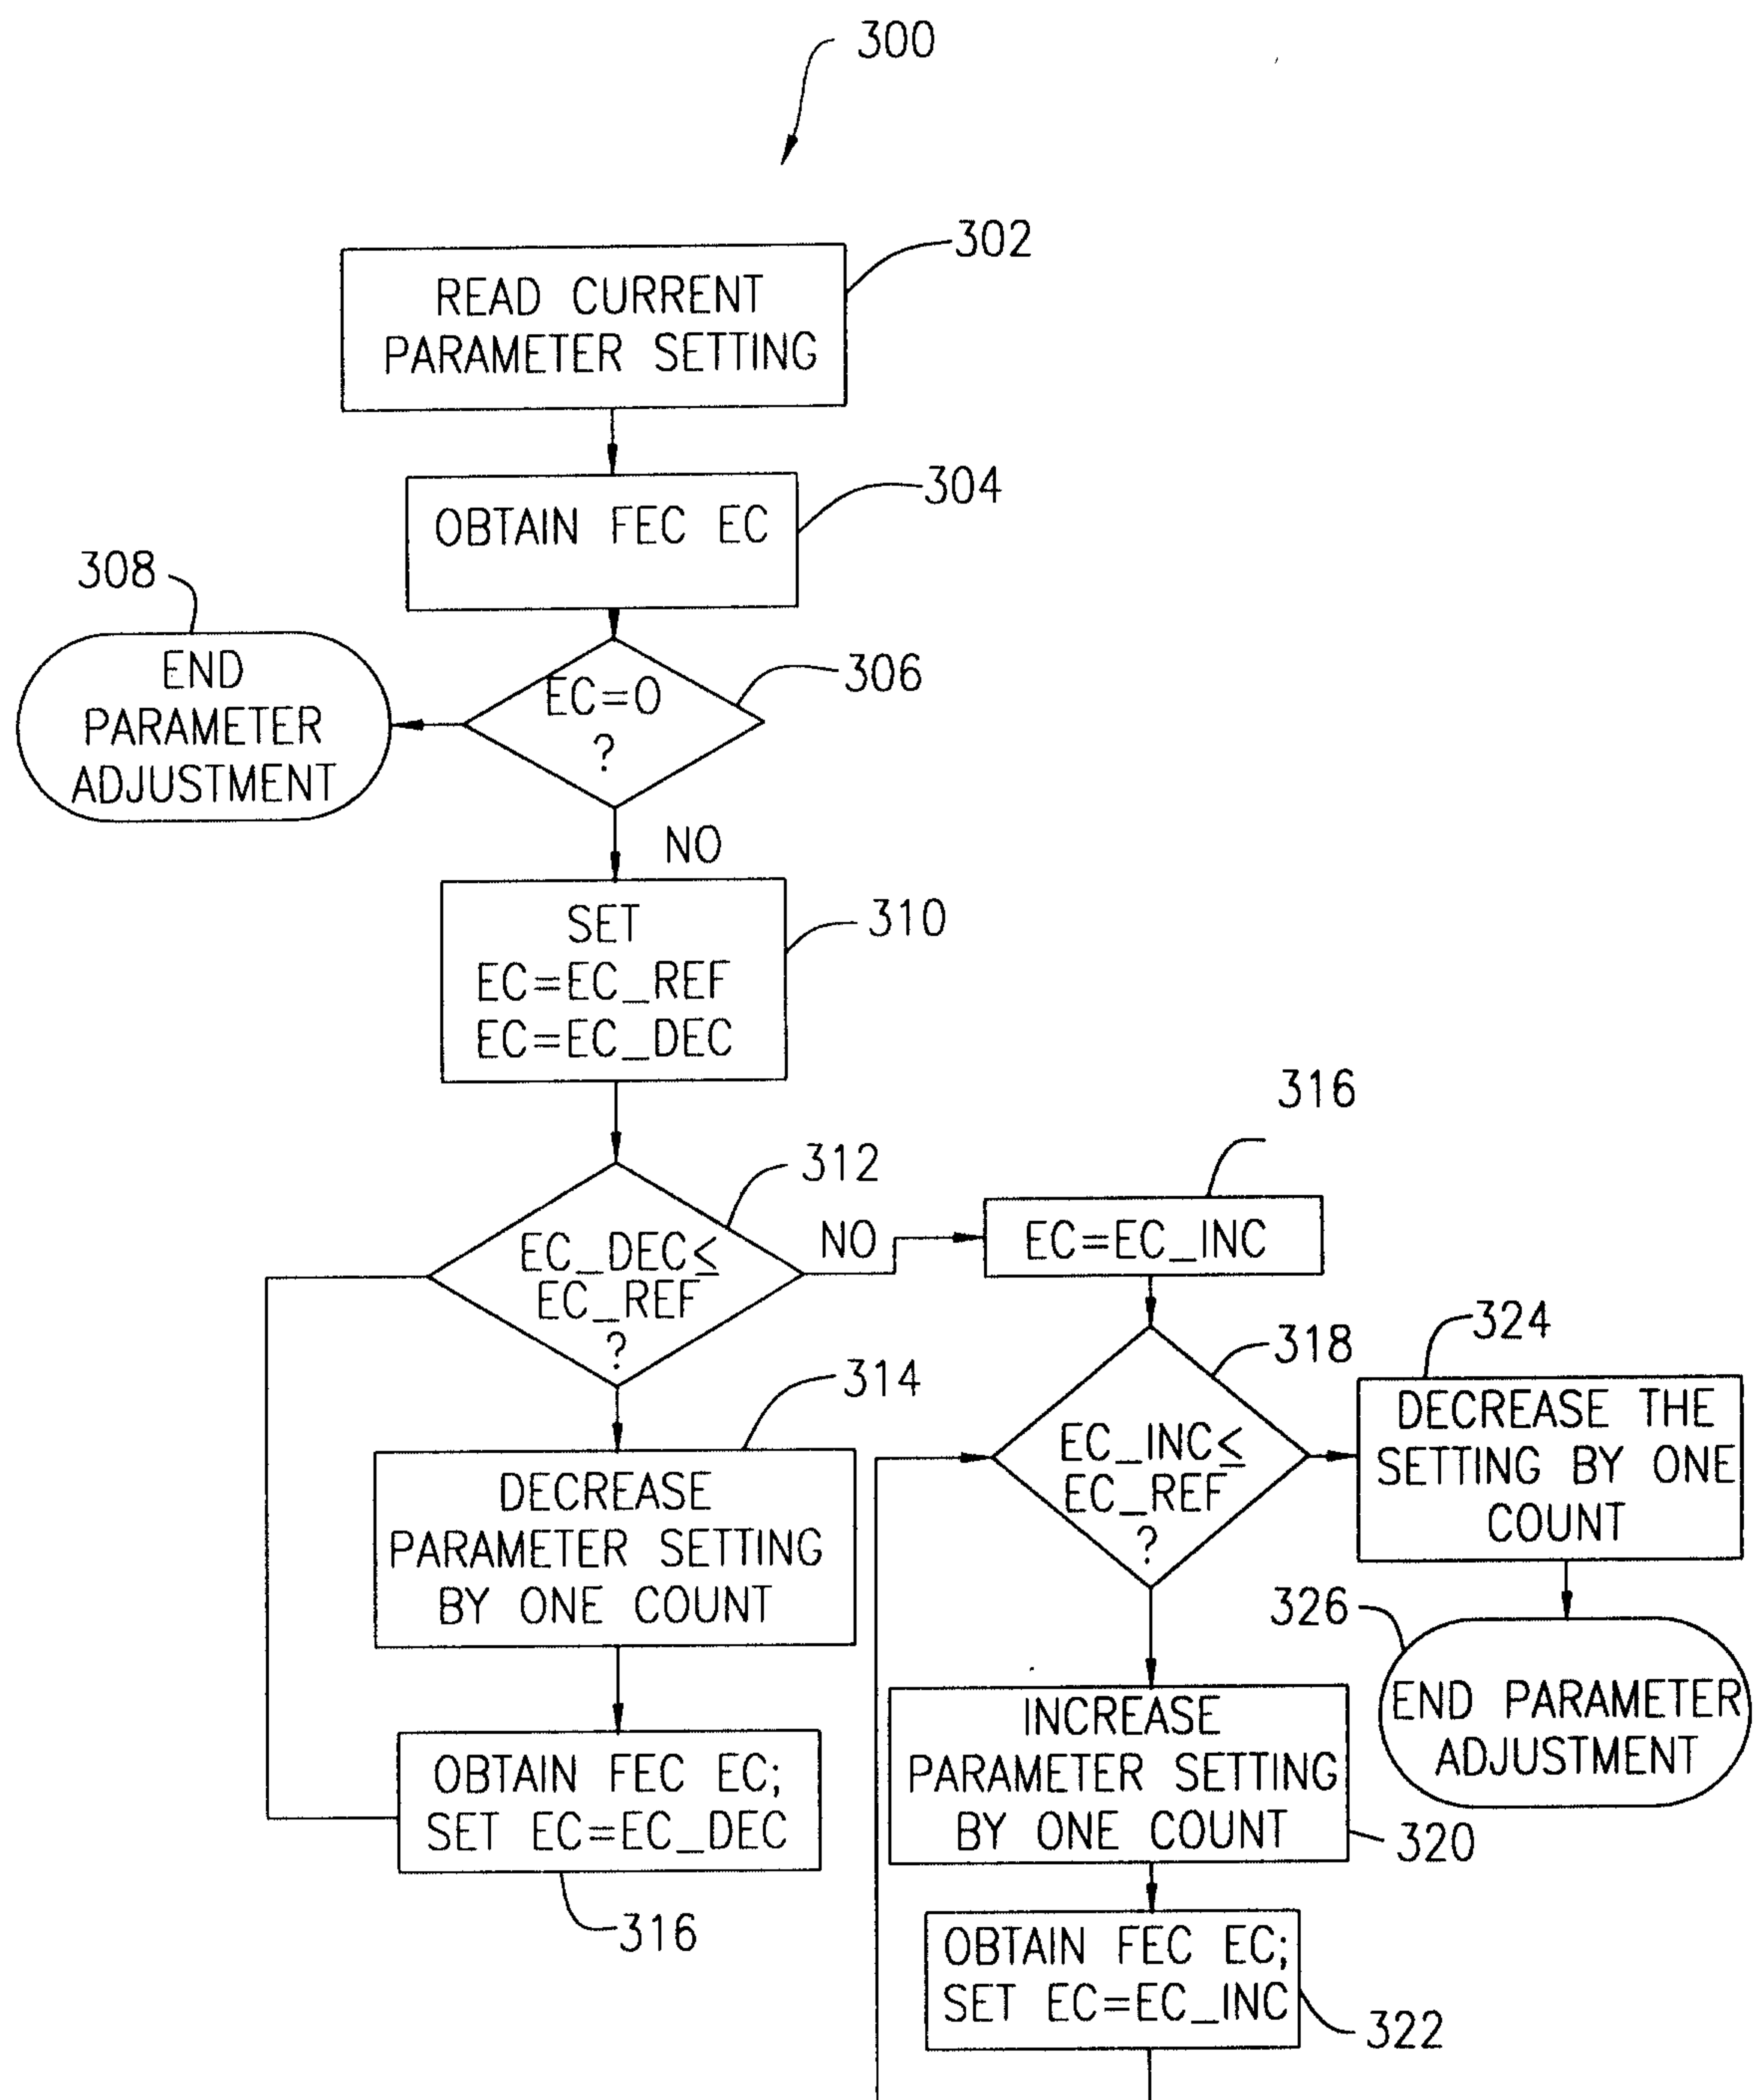 300
302
READ CURRENT
PARAMETER SETTING
304
OBTAIN FEC EC
308
END
PARAMETER
ADJUSTMENT
306
EC=0
?
NO
310
SET
EC=EC_REF
EC=EC_DEC
312
EC_DEC≤
EC_REF
?
NO
316
EC=EC_INC
314
DECREASE
PARAMETER SETTING
BY ONE COUNT
OBTAIN FEC EC;
SET EC=EC_DEC
316
318
EC_INC≤
EC_REF
?
324
DECREASE THE
SETTING BY ONE
COUNT
326
END PARAMETER
ADJUSTMENT
INCREASE
PARAMETER SETTING
BY ONE COUNT
320
OBTAIN FEC EC;
SET EC=EC_INC
322